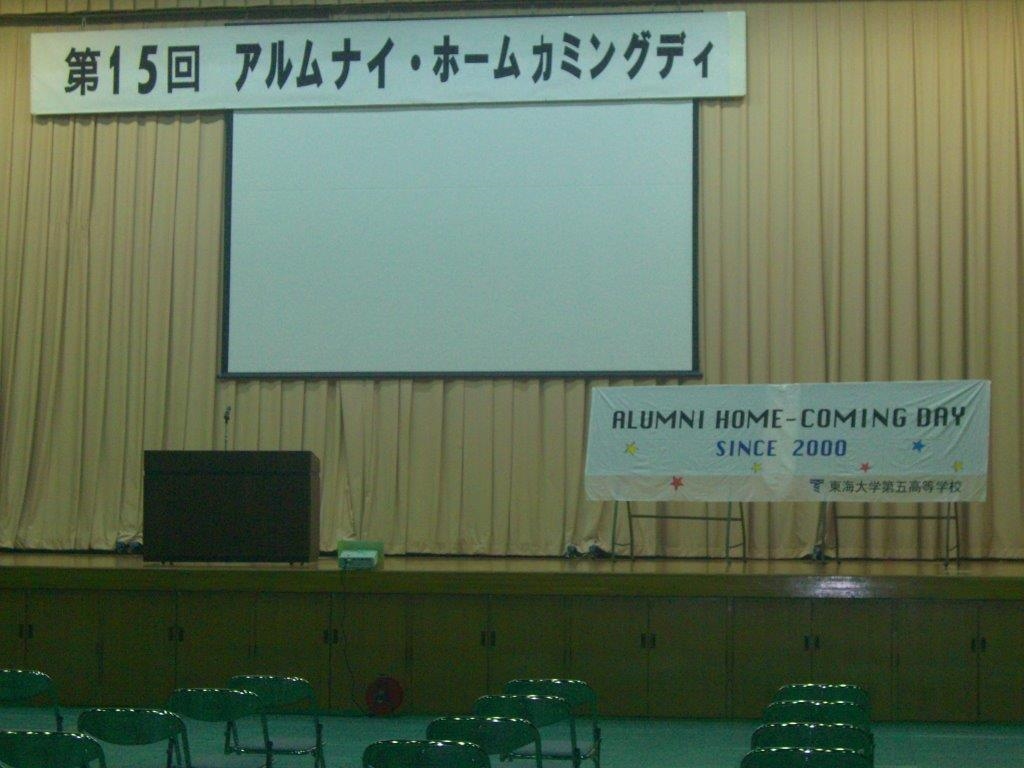 第15回 アルムナイ・ホームカミングディ
ALUMNI HOME-COMING DAY
SINCE 2000
東海大学第五高等学校